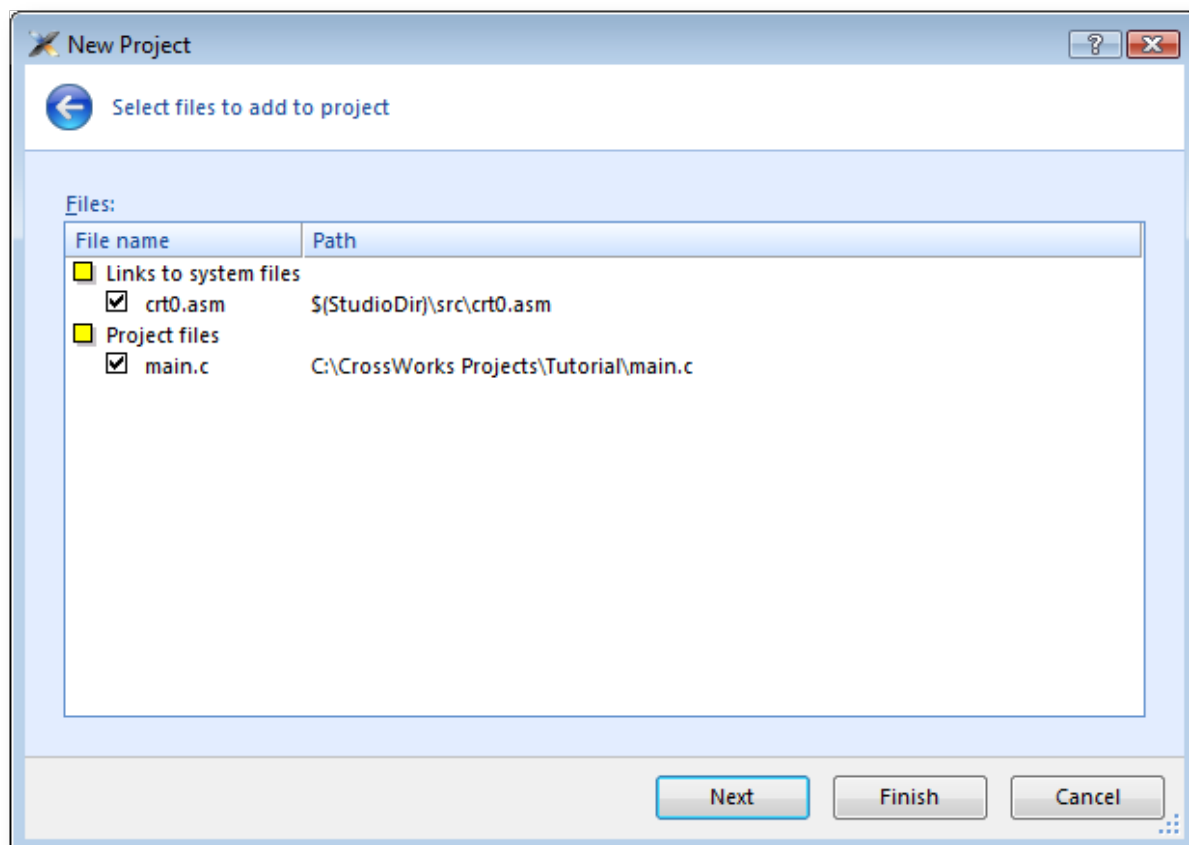 New Project
Select files to add to project
Files:
File name Path
Links to system files
crt0.asm $(StudioDir)\src\crt0.asm
Project files
main.c C:\CrossWorks Projects\Tutorial\main.c
Next Finish Cancel